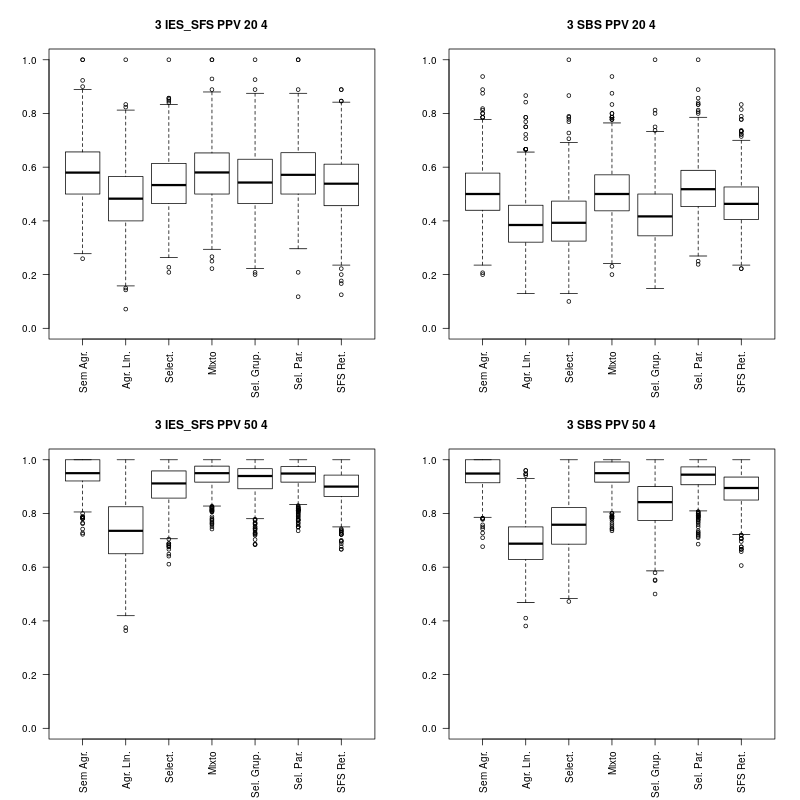 3 IES_SFS PPV 20 4
1.0
0.8
0.6
0.4
0.2
0.0
Sem Agr.
Agr. Lin.
Select.
Mixto
Sel. Grup.
Sel. Par.
SFS Ret.
3 SBS PPV 20 4
1.0
0.8
0.6
0.4
0.2
0.0
Sem Agr.
Agr. Lin.
Select.
Mixto
Sel. Grup.
Sel. Par.
SFS Ret.
3 IES_SFS PPV 50 4
1.0
0.8
0.6
0.4
0.2
0.0
Sem Agr.
Agr. Lin.
Select.
Mixto
Sel. Grup.
Sel. Par.
SFS Ret.
3 SBS PPV 50 4
1.0
0.8
0.6
0.4
0.2
0.0
Sem Agr.
Agr. Lin.
Select.
Mixto
Sel. Grup.
Sel. Par.
SFS Ret.